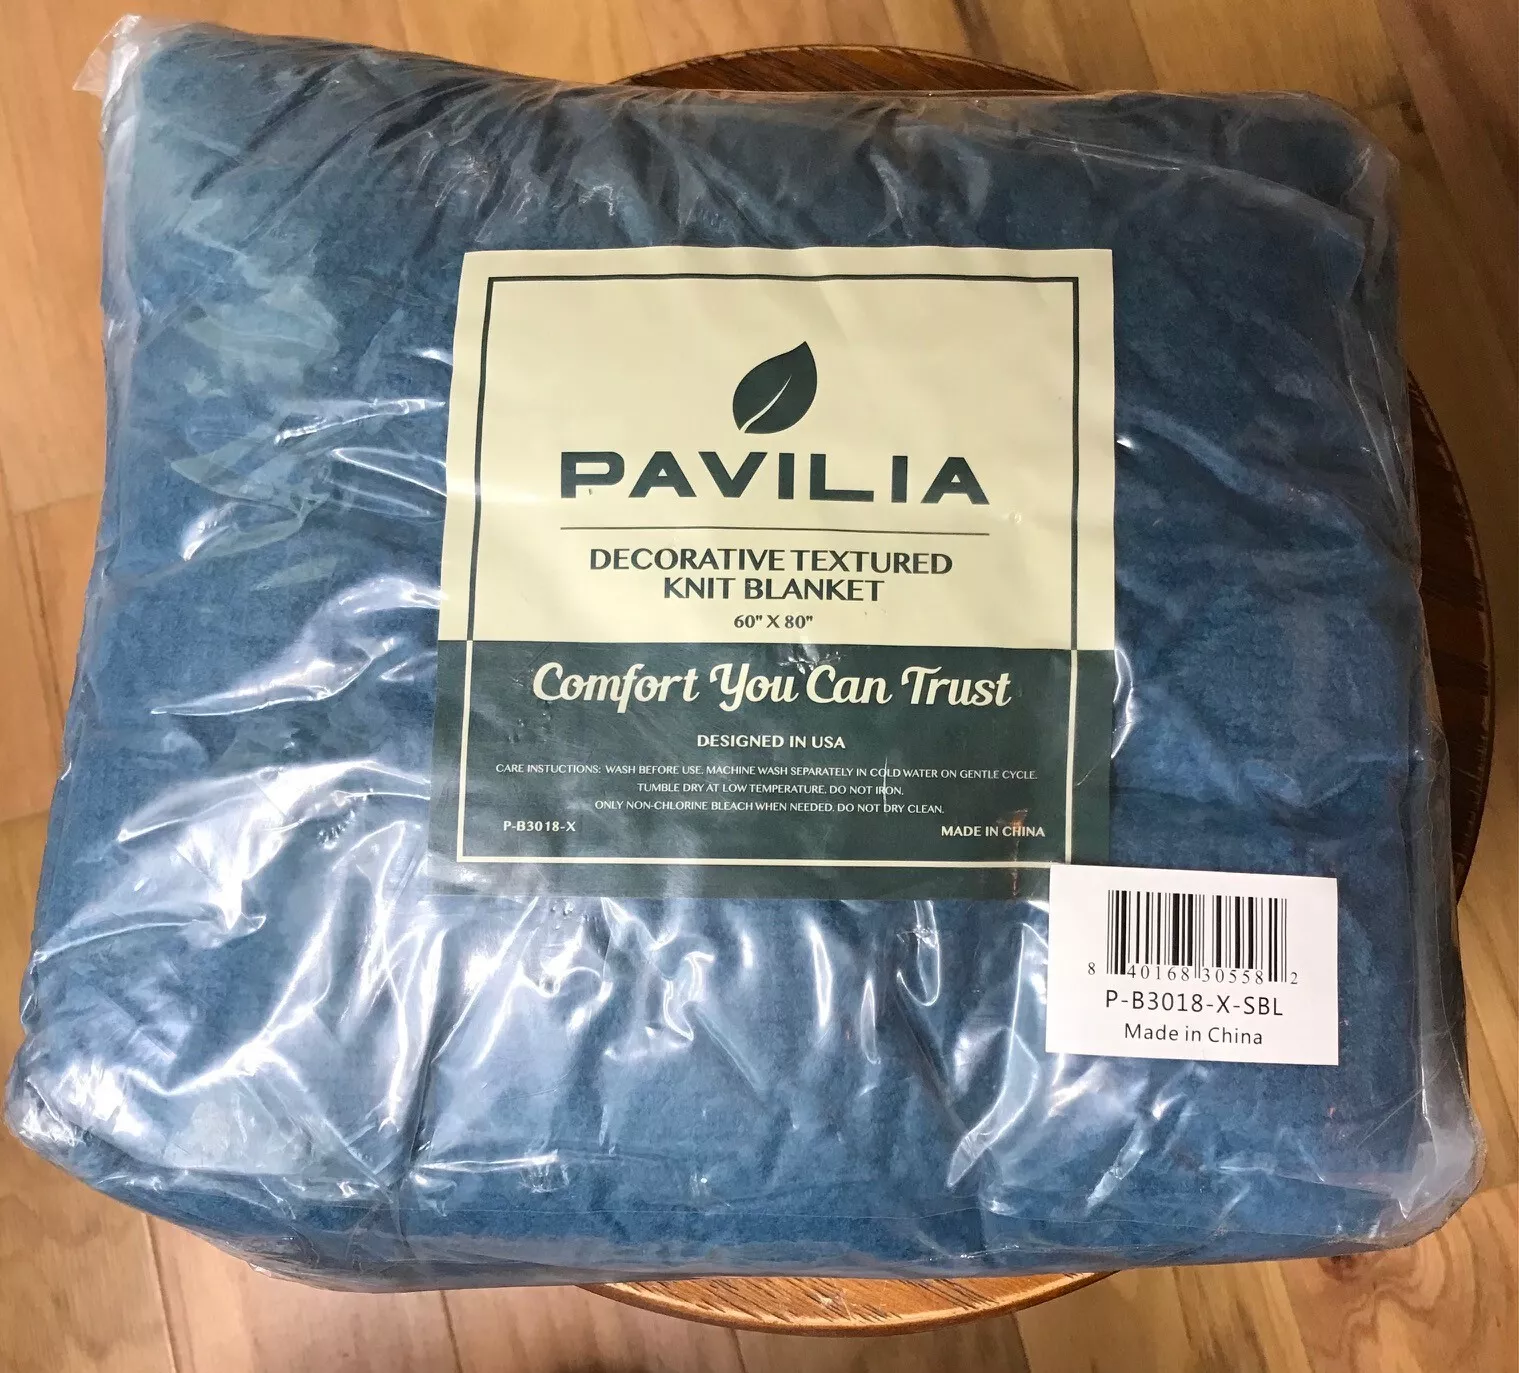 PAVILIA
DECORATIVE TEXTURED
KNIT BLANKET
60" X 80"
Comfort You Can Trust
DESIGNED IN USA
CARE INSTUCTIONS: WASH BEFORE USE. MACHINE WASH SEPARATELY IN COLD WATER ON GENTLE CYCLE.
TUMBLE DRY AT LOW TEMPERATURE. DO NOT IRON.
ONLY NON-CHLORINE BLEACH WHEN NEEDED. DO NOT DRY CLEAN.
P-B3018-X MADE IN CHINA
8 40168 30558 2
P-B3018-X-SBL
Made in China